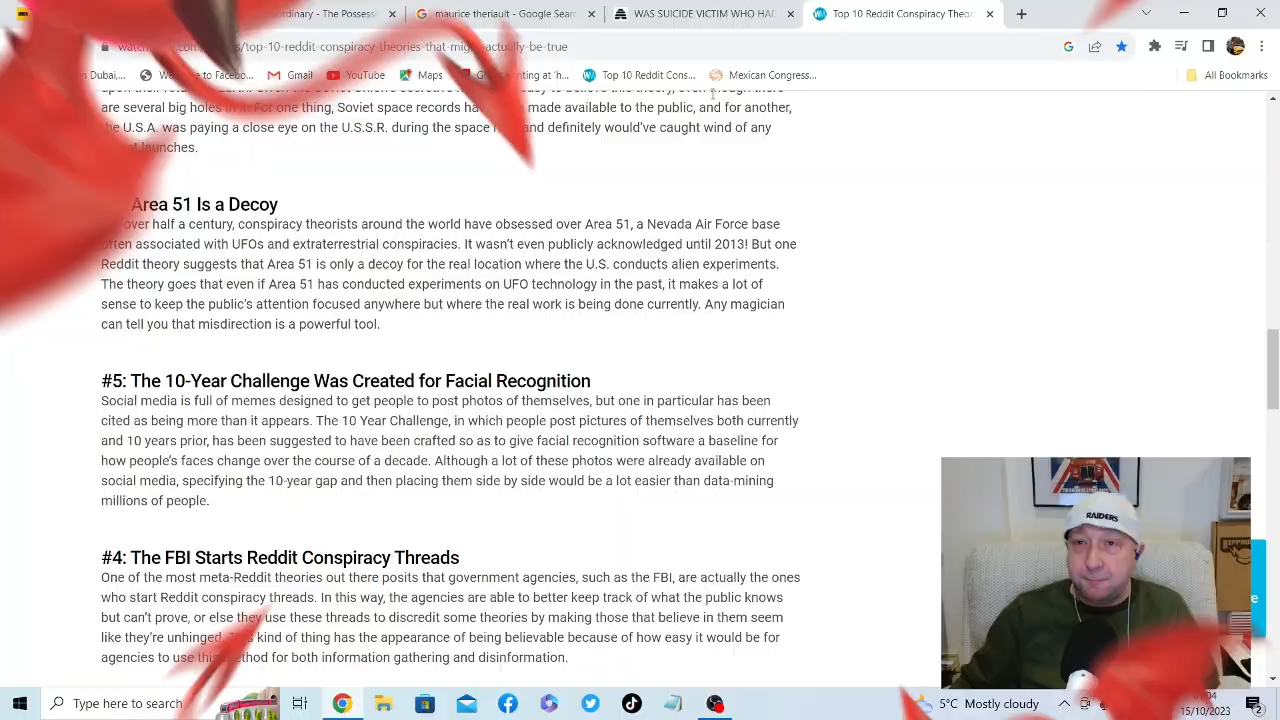 ordinary - The Possess
maurice theriault - Google Sear
WAS SUICIDE VICTIM WHO HAD
Top 10 Reddit Conspiracy Theor
/top-10-reddit-conspiracy-theories-that-might-actually-be-true
n Dubai,...
Gmail
YouTube
Maps
Top 10 Reddit Cons...
Mexican Congress...
All Bookmarks
are several big holes in it. For one thing, Soviet space records made available to the public, and for another,
the U.S.A. was paying a close eye on the U.S.S.R. during the space and definitely would've caught wind of any
launches.
Area 51 Is a Decoy
over half a century, conspiracy theorists around the world have obsessed over Area 51, a Nevada Air Force base
often associated with UFOs and extraterrestrial conspiracies. It wasn't even publicly acknowledged until 2013! But one
Reddit theory suggests that Area 51 is only a decoy for the real location where the U.S. conducts alien experiments.
The theory goes that even if Area 51 has conducted experiments on UFO technology in the past, it makes a lot of
sense to keep the public's attention focused anywhere but where the real work is being done currently. Any magician
can tell you that misdirection is a powerful tool.
#5: The 10-Year Challenge Was Created for Facial Recognition
Social media is full of memes designed to get people to post photos of themselves, but one in particular has been
cited as being more than it appears. The 10 Year Challenge, in which people post pictures of themselves both currently
and 10 years prior, has been suggested to have been crafted so as to give facial recognition software a baseline for
how people's faces change over the course of a decade. Although a lot of these photos were already available on
social media, specifying the 10-year gap and then placing them side by side would be a lot easier than data-mining
millions of people.
#4: The FBI Starts Reddit Conspiracy Threads
One of the most meta-Reddit theories out there posits that government agencies, such as the FBI, are actually the ones
who start Reddit conspiracy threads. In this way, the agencies are able to better keep track of what the public knows
but can't prove, or else they use these threads to discredit some theories by making those that believe in them seem
like they're unhinged. This kind of thing has the appearance of being believable because of how easy it would be for
agencies to use this method for both information gathering and disinformation.
RAIDERS
Type here to search
5°C Mostly cloudy
15/10/2023